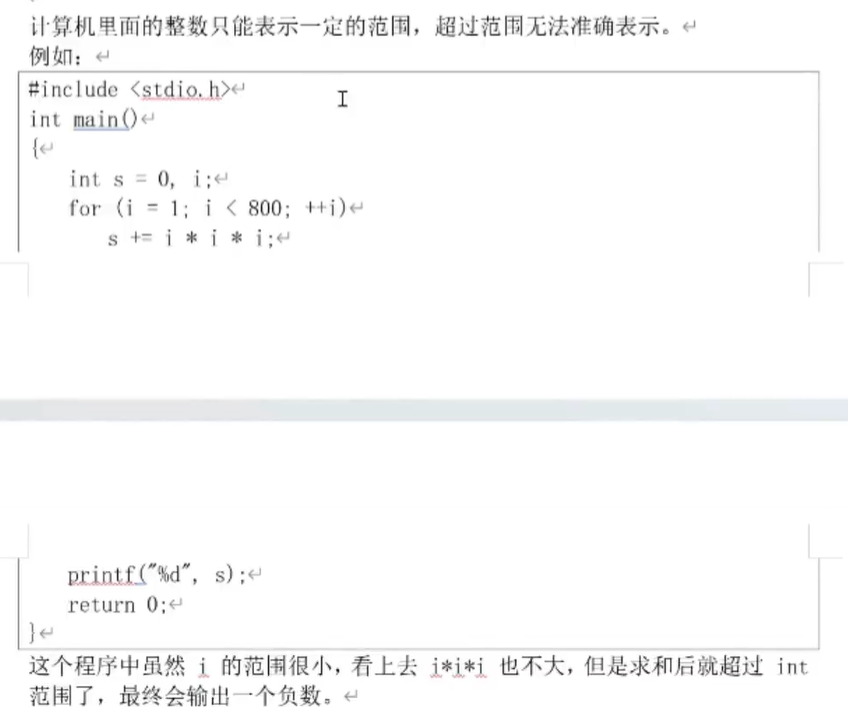 计算机里面的整数只能表示一定的范围，超过范围无法准确表示。
例如：
#include <stdio.h>
int main()
{
int s = 0, i;
for (i = 1; i < 800; ++i)
s += i * i * i;
printf("%d", s);
return 0;
}
这个程序中虽然 i 的范围很小，看上去 i*i*i 也不大，但是求和后就超过 int
范围了，最终会输出一个负数。